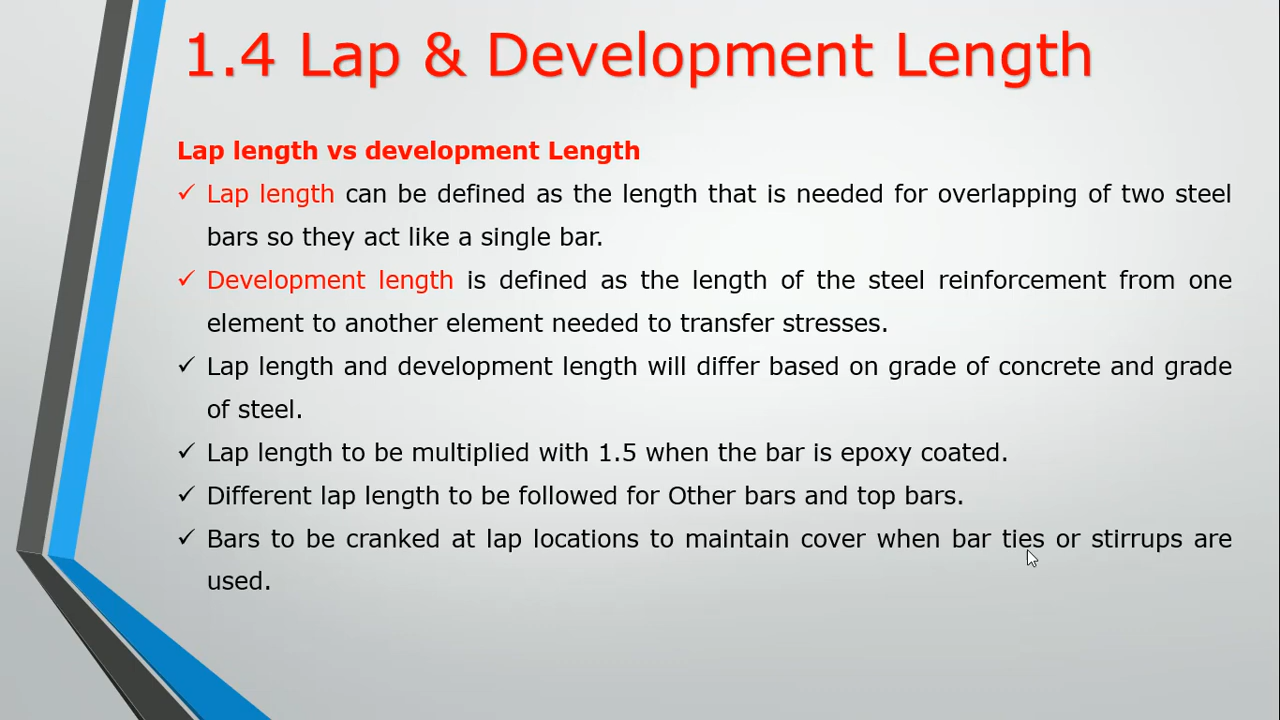 1.4 Lap & Development Length
Lap length vs development Length
✓ Lap length can be defined as the length that is needed for overlapping of two steel
bars so they act like a single bar.
✓ Development length is defined as the length of the steel reinforcement from one
element to another element needed to transfer stresses.
✓ Lap length and development length will differ based on grade of concrete and grade
of steel.
✓ Lap length to be multiplied with 1.5 when the bar is epoxy coated.
✓ Different lap length to be followed for Other bars and top bars.
✓ Bars to be cranked at lap locations to maintain cover when bar ties or stirrups are
used.